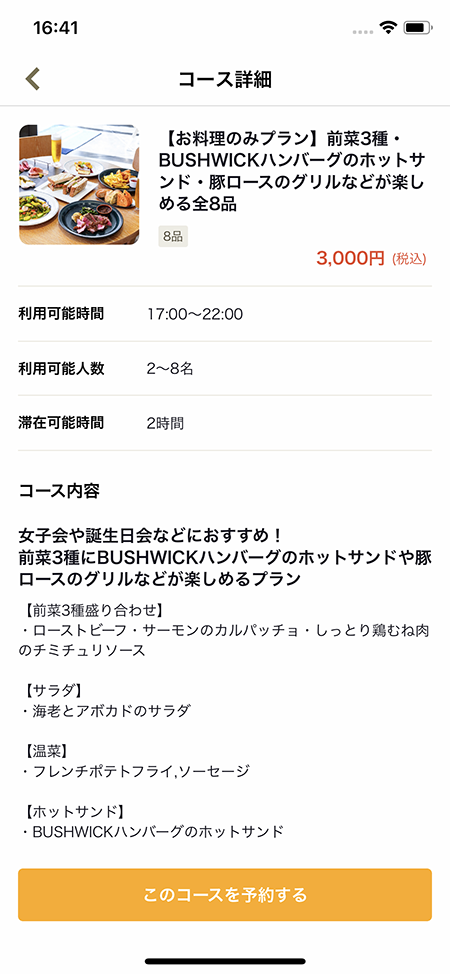 16:41
コース詳細
【お料理のみプラン】前菜3種・
BUSHWICKハンバーグのホットサ
ンド・豚ロースのグリルなどが楽し
める全8品
8品
3,000円 (税込)
利用可能時間 17:00〜22:00
利用可能人数 2〜8名
滞在可能時間 2時間
コース内容
女子会や誕生日会などにおすすめ！
前菜3種にBUSHWICKハンバーグのホットサンドや豚
ロースのグリルなどが楽しめるプラン
【前菜3種盛り合わせ】
・ローストビーフ・サーモンのカルパッチョ・しっとり鶏むね肉
のチミチュリソース
【サラダ】
・海老とアボカドのサラダ
【温菜】
・フレンチポテトフライ,ソーセージ
【ホットサンド】
・BUSHWICKハンバーグのホットサンド
このコースを予約する